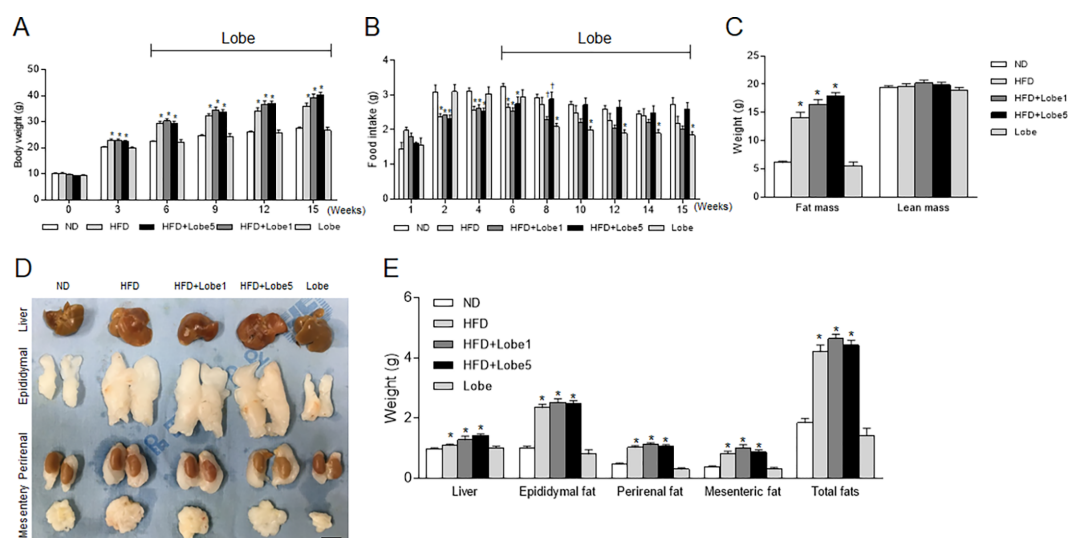 A
Lobe
Body weight (g)
50
40
30
20
10
0
0 3 6 9 12 15 (Weeks)
ND HFD HFD+Lobe5 HFD+Lobe1 Lobe
B
Lobe
Food intake (g)
4
3
2
1
0
1 2 4 6 8 10 12 14 15 (Weeks)
ND HFD HFD+Lobe1 HFD+Lobe5 Lobe
C
Weight (g)
25
20
15
10
5
0
Fat mass Lean mass
ND
HFD
HFD+Lobe1
HFD+Lobe5
Lobe
D
ND HFD HFD+Lobe1 HFD+Lobe5 Lobe
Liver
Epididymal
Perirenal
Mesentery
E
Weight (g)
6
4
2
0
ND
HFD
HFD+Lobe1
HFD+Lobe5
Lobe
Liver Epididymal fat Perirenal fat Mesenteric fat Total fats